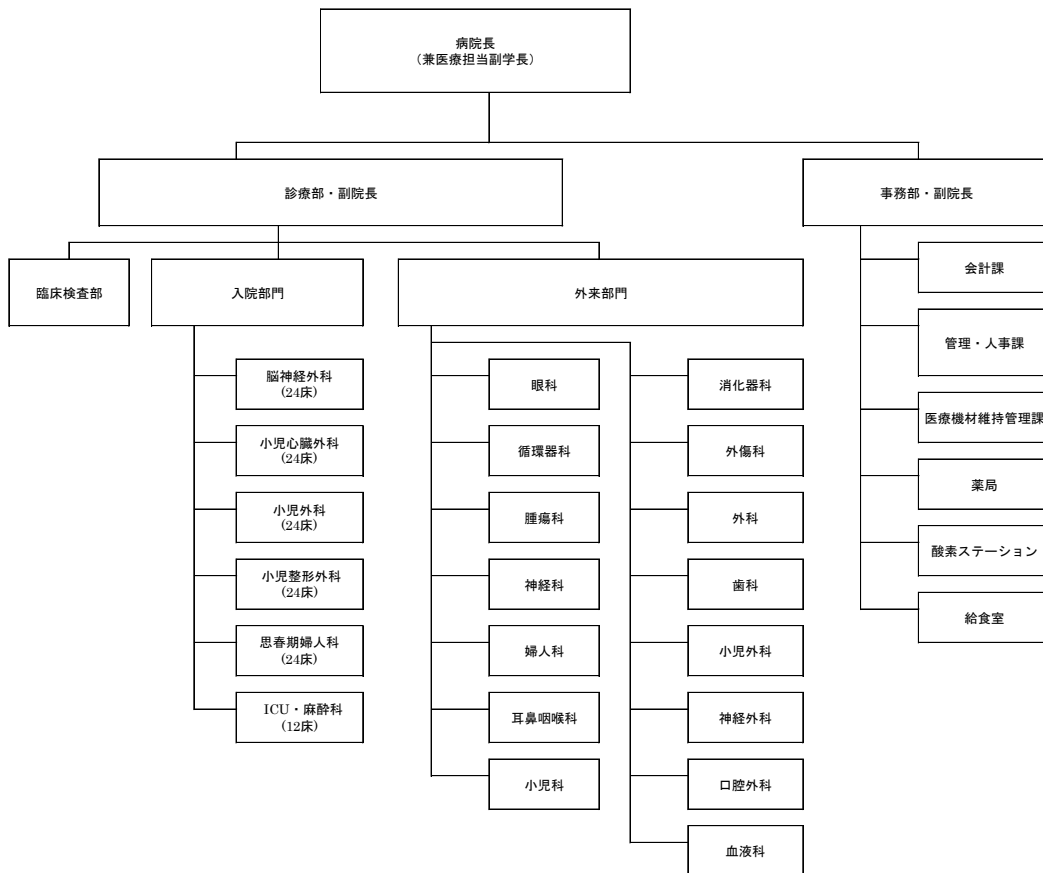 病院長
（兼医療担当副学長）
診療部・副院長
事務部・副院長
臨床検査部
入院部門
外来部門
脳神経外科
(24床)
小児心臓外科
(24床)
小児外科
(24床)
小児整形外科
(24床)
思春期婦人科
(24床)
ICU・麻酔科
(12床)
眼科
循環器科
腫瘍科
神経科
婦人科
耳鼻咽喉科
小児科
消化器科
外傷科
外科
歯科
小児外科
神経外科
口腔外科
血液科
会計課
管理・人事課
医療機材維持管理課
薬局
酸素ステーション
給食室